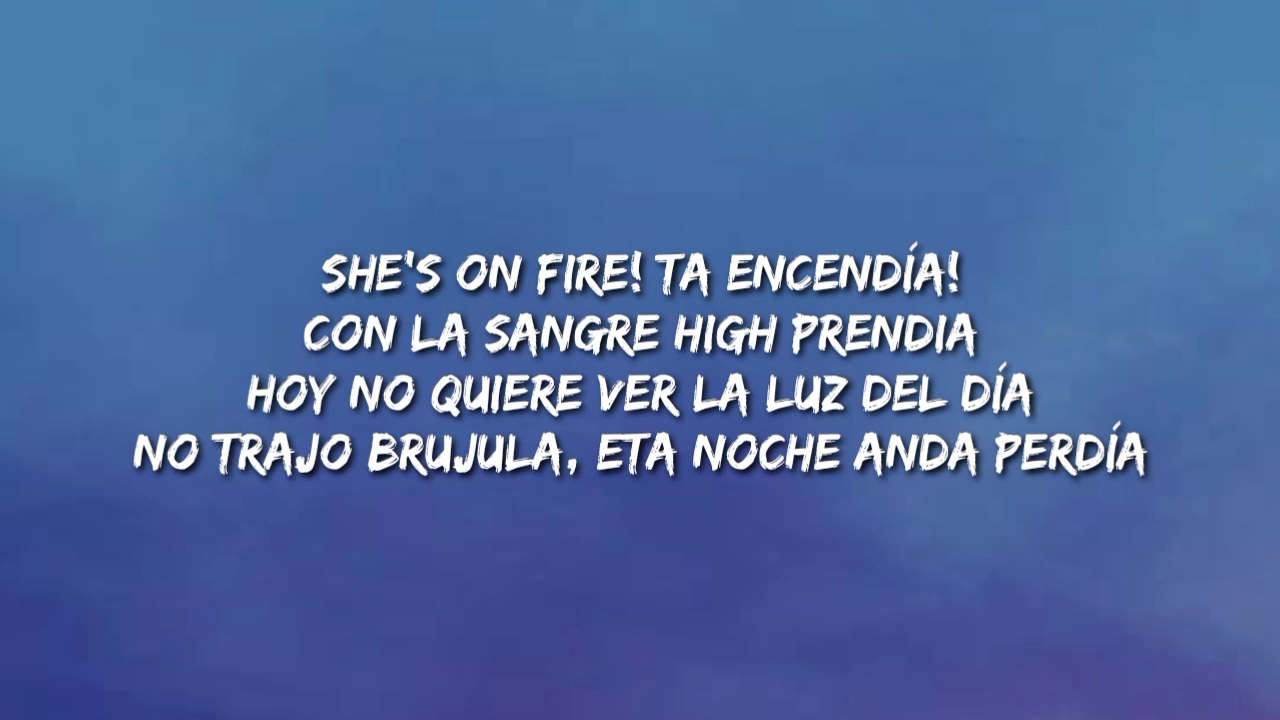 SHE'S ON FIRE! TA ENCENDÍA!
CON LA SANGRE HIGH PRENDIA
HOY NO QUIERE VER LA LUZ DEL DÍA
NO TRAJO BRUJULA, ETA NOCHE ANDA PERDÍA